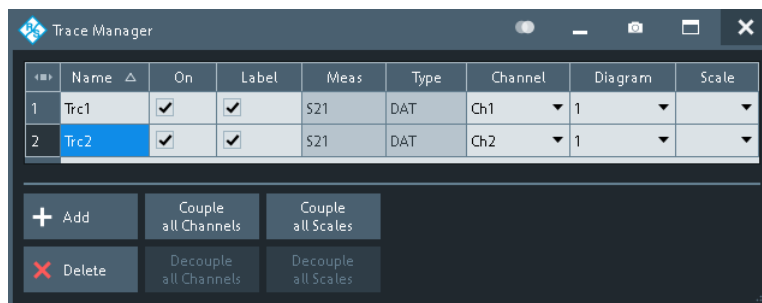 R&S Trace Manager
Name On Label Meas Type Channel Diagram Scale
1 Trc1 S21 DAT Ch1 1
2 Trc2 S21 DAT Ch2 1
Add
Couple
all Channels
Couple
all Scales
Delete
Decouple
all Channels
Decouple
all Scales